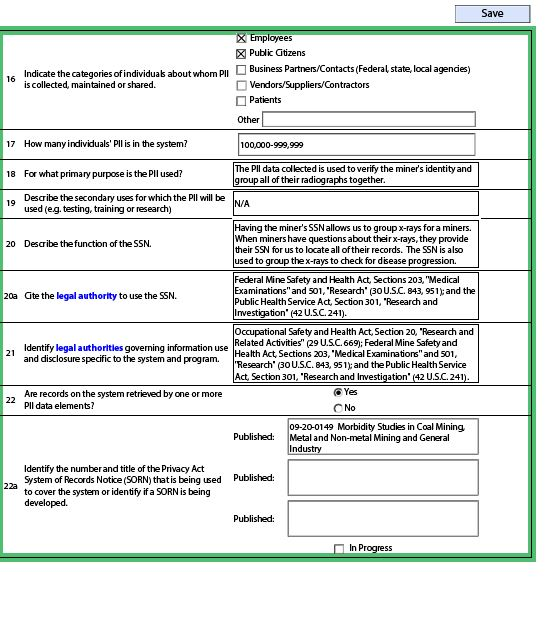 Save
Employees
Public Citizens
16 Indicate the categories of individuals about whom PII is collected, maintained or shared.
Business Partners/Contacts (Federal, state, local agencies)
Vendors/Suppliers/Contractors
Patients
Other
17 How many individuals' PII is in the system?
100,000-999,999
18 For what primary purpose is the PII used?
The PII data collected is used to verify the miner's identity and
group all of their radiographs together.
19 Describe the secondary uses for which the PII will be
used (e.g. testing, training or research)
N/A
20 Describe the function of the SSN.
Having the miner's SSN allows us to group x-rays for a miners.
When miners have questions about their x-rays, they provide
their SSN for us to locate all of their records. The SSN is also
used to group the x-rays to check for disease progression.
20a Cite the legal authority to use the SSN.
Federal Mine Safety and Health Act, Sections 203, "Medical
Examinations" and 501, "Research" (30 U.S.C. 843, 951); and the
Public Health Service Act, Section 301, "Research and
Investigation" (42 U.S.C. 241).
21 Identify legal authorities governing information use
and disclosure specific to the system and program.
Occupational Safety and Health Act, Section 20, "Research and
Related Activities" (29 U.S.C. 669); Federal Mine Safety and
Health Act, Sections 203, "Medical Examinations" and 501,
"Research" (30 U.S.C. 843, 951); and the Public Health Service
Act, Section 301, "Research and Investigation" (42 U.S.C. 241).
22 Are records on the system retrieved by one or more
PII data elements?
Yes
No
22a Identify the number and title of the Privacy Act
System of Records Notice (SORN) that is being used
to cover the system or identify if a SORN is being
developed.
Published:
09-20-0149 Morbidity Studies in Coal Mining,
Metal and Non-metal Mining and General
Industry
Published:
Published:
In Progress